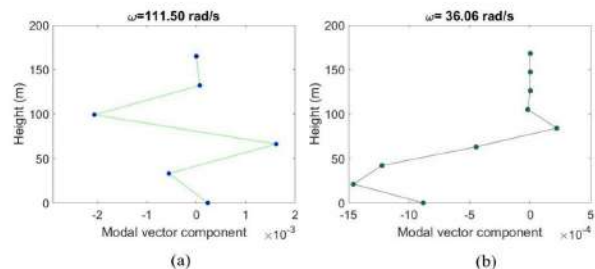 ω=111.50 rad/s
Height (m)
200
150
100
50
0
-2 -1 0 1 2
×10⁻³
Modal vector component
(a)
ω= 36.06 rad/s
Height (m)
200
150
100
50
0
-15 -10 -5 0 5
×10⁻⁴
Modal vector component
(b)